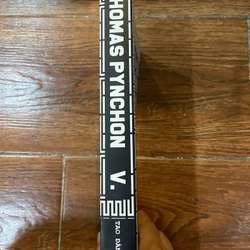 THOMAS PYNCHON
V.
TAO ĐÀN